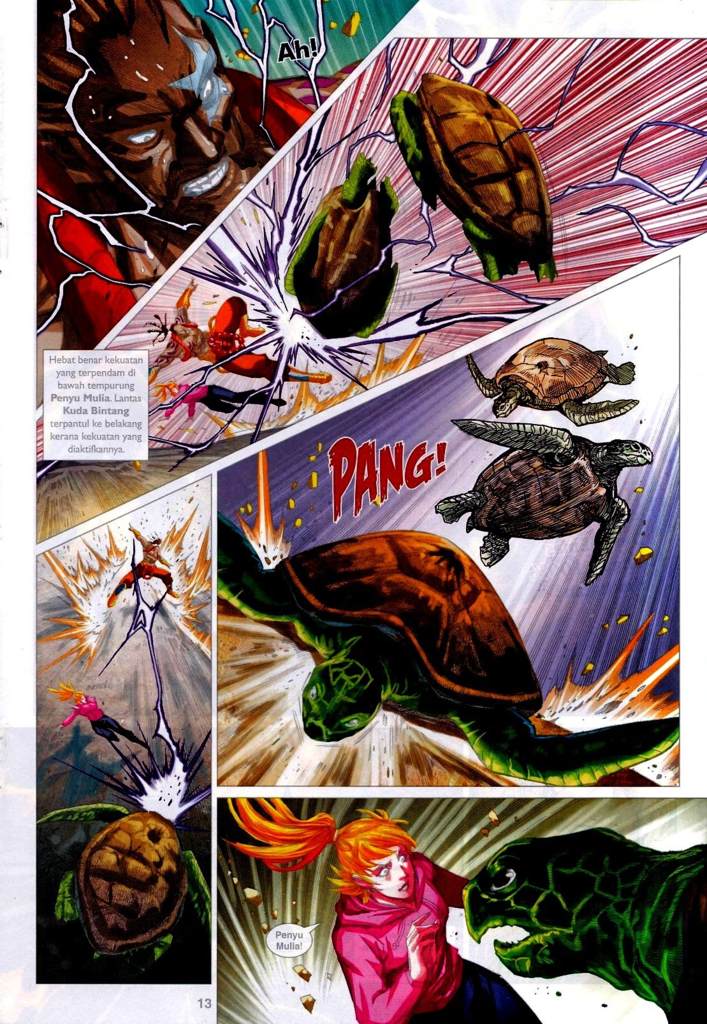 Ah!
Hebat benar kekuatan
yang terpendam di
bawah tempurung
Penyu Mulia. Lantas
Kuda Bintang
terpantul ke belakang
kerana kekuatan yang
diaktifkannya.
PANG!
Penyu
Mulia!
13